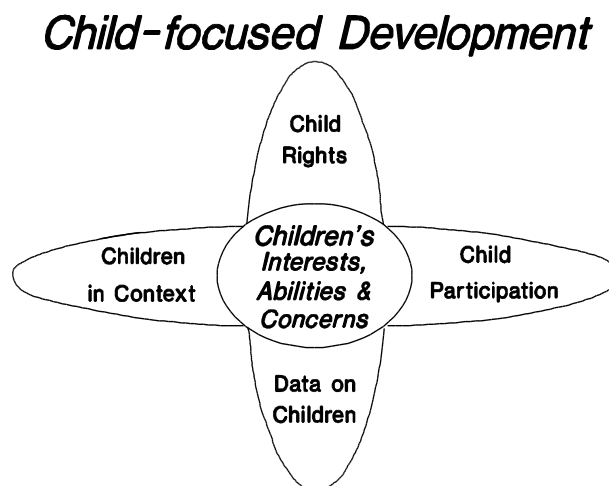 Child-focused Development
Child
Rights
Children
in Context
Children's
Interests,
Abilities &
Concerns
Child
Participation
Data on
Children